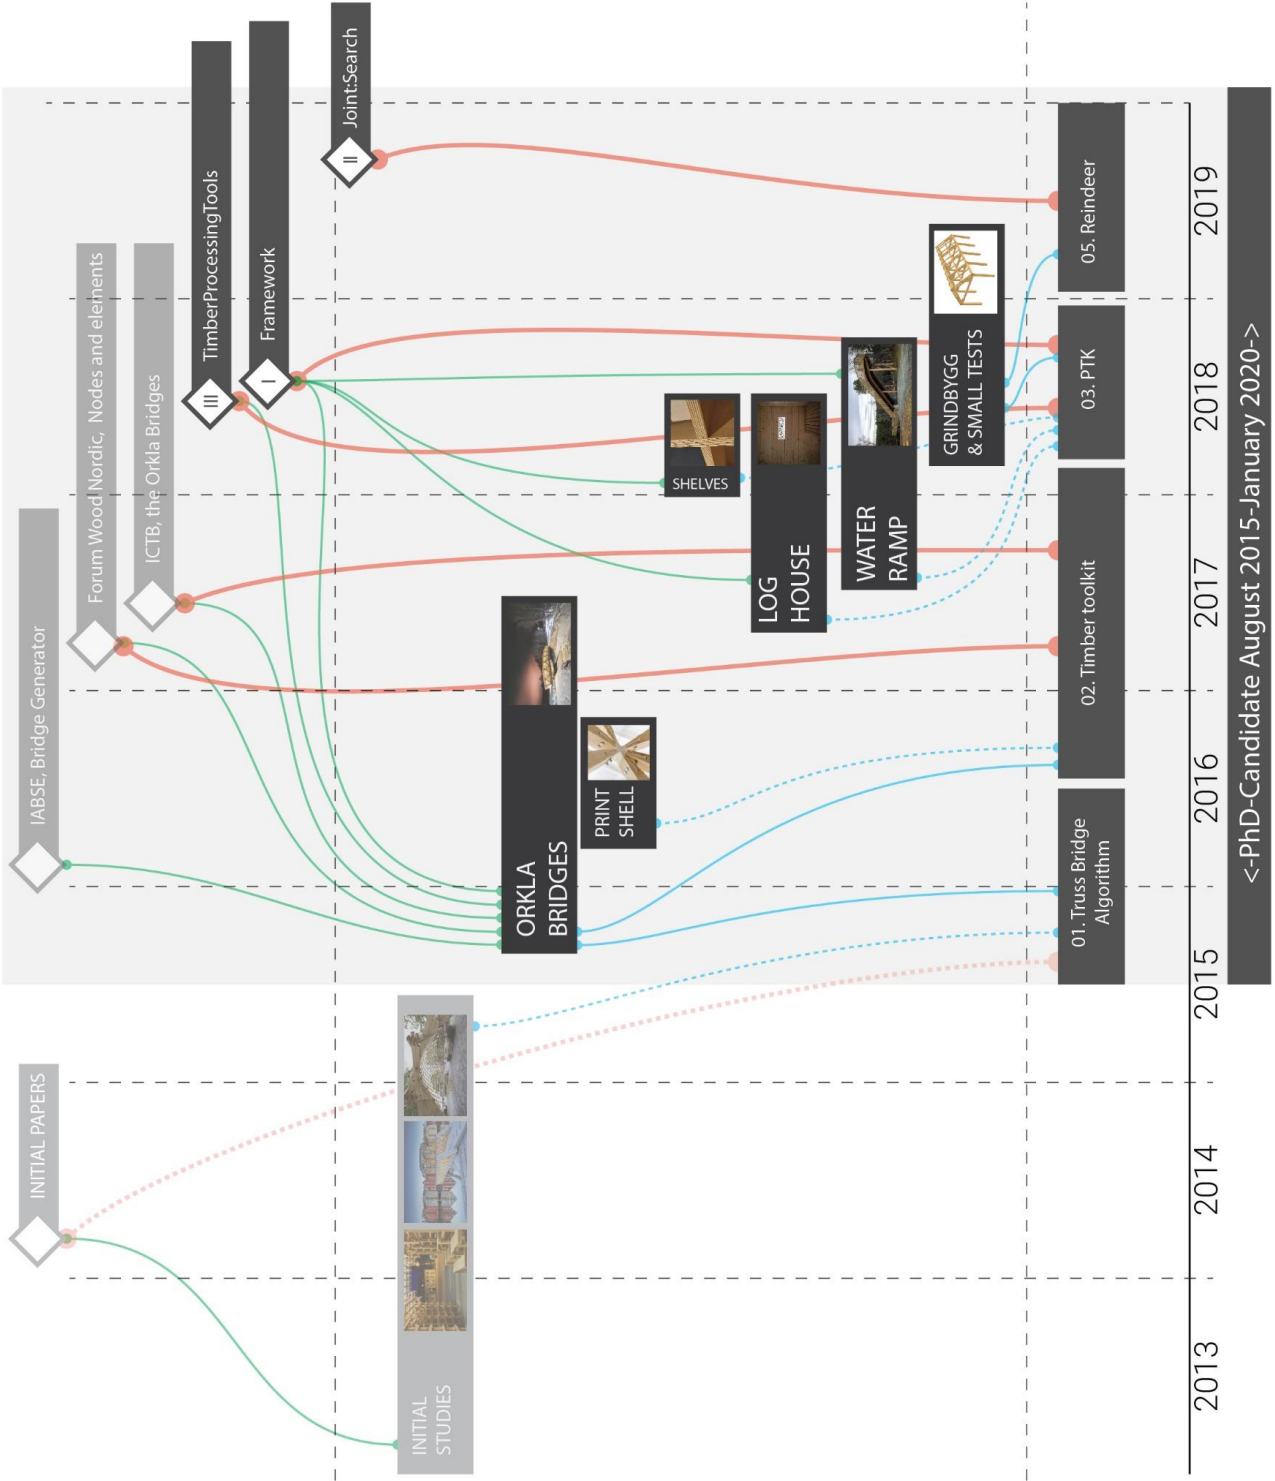 INITIAL PAPERS
IABSE, Bridge Generator
Forum Wood Nordic,  Nodes and elements
ICTB, the Orkla Bridges
III
TimberProcessingTools
I
Framework
II
Joint:Search
INITIAL
STUDIES
ORKLA
BRIDGES
PRINT
SHELL
SHELVES
LOG
HOUSE
WATER
RAMP
GRINDBYGG
& SMALL TESTS
01. Truss Bridge
Algorithm
02. Timber toolkit
03. PTK
05. Reindeer
2013
2014
2015
2016
2017
2018
2019
<-PhD-Candidate August 2015-January 2020->